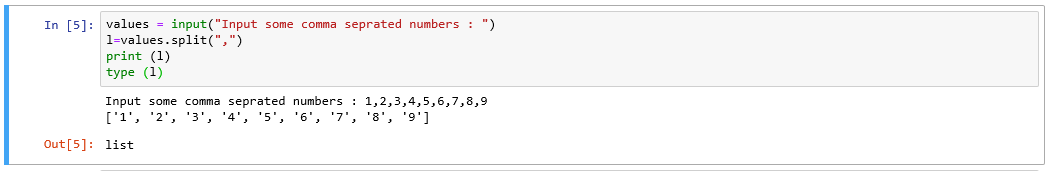 In [5]: values = input("Input some comma seprated numbers : ")
l=values.split(",")
print (l)
type (l)
Input some comma seprated numbers : 1,2,3,4,5,6,7,8,9
['1', '2', '3', '4', '5', '6', '7', '8', '9']
Out[5]: list